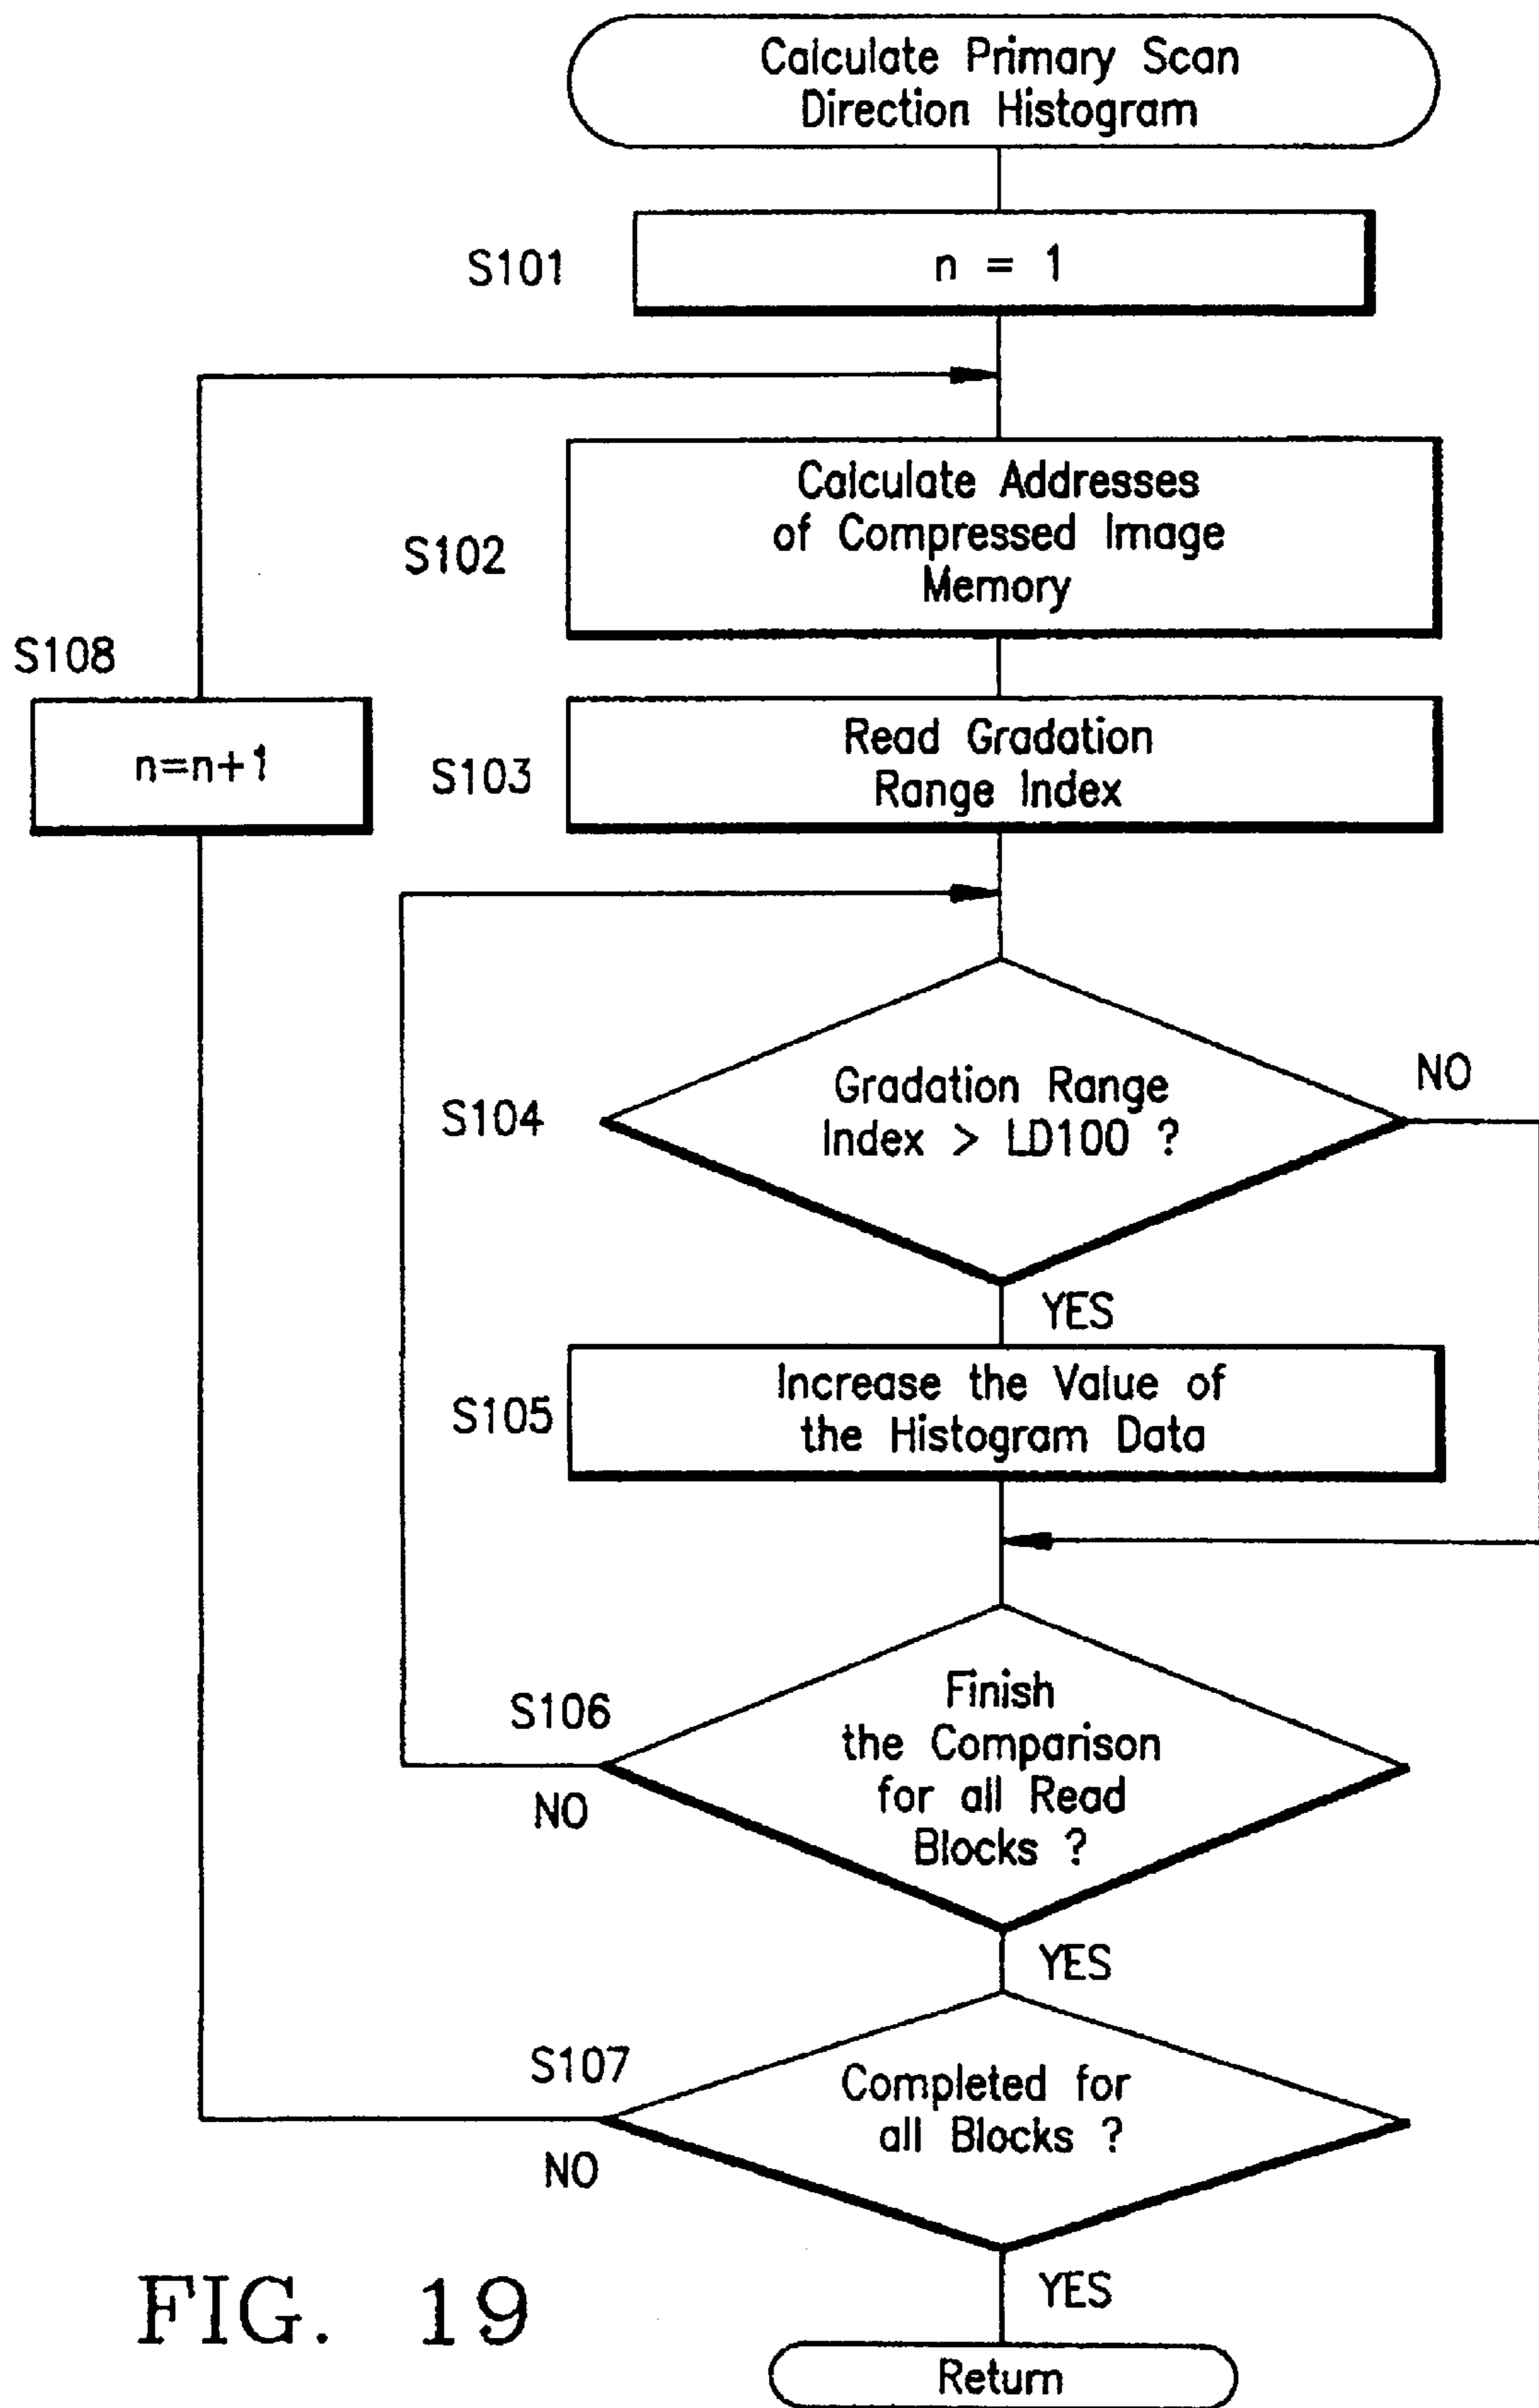 Calculate Primary Scan
Direction Histogram
S101
n = 1
Calculate Addresses
of Compressed Image
Memory
S102
S108
n=n+1
Read Gradation
Range Index
S103
Gradation Range
Index > LD100 ?
NO
S104
YES
Increase the Value of
the Histogram Data
S105
Finish
the Comparison
for all Read
Blocks ?
S106
NO
YES
S107
Completed for
all Blocks ?
NO
YES
FIG. 19
Return